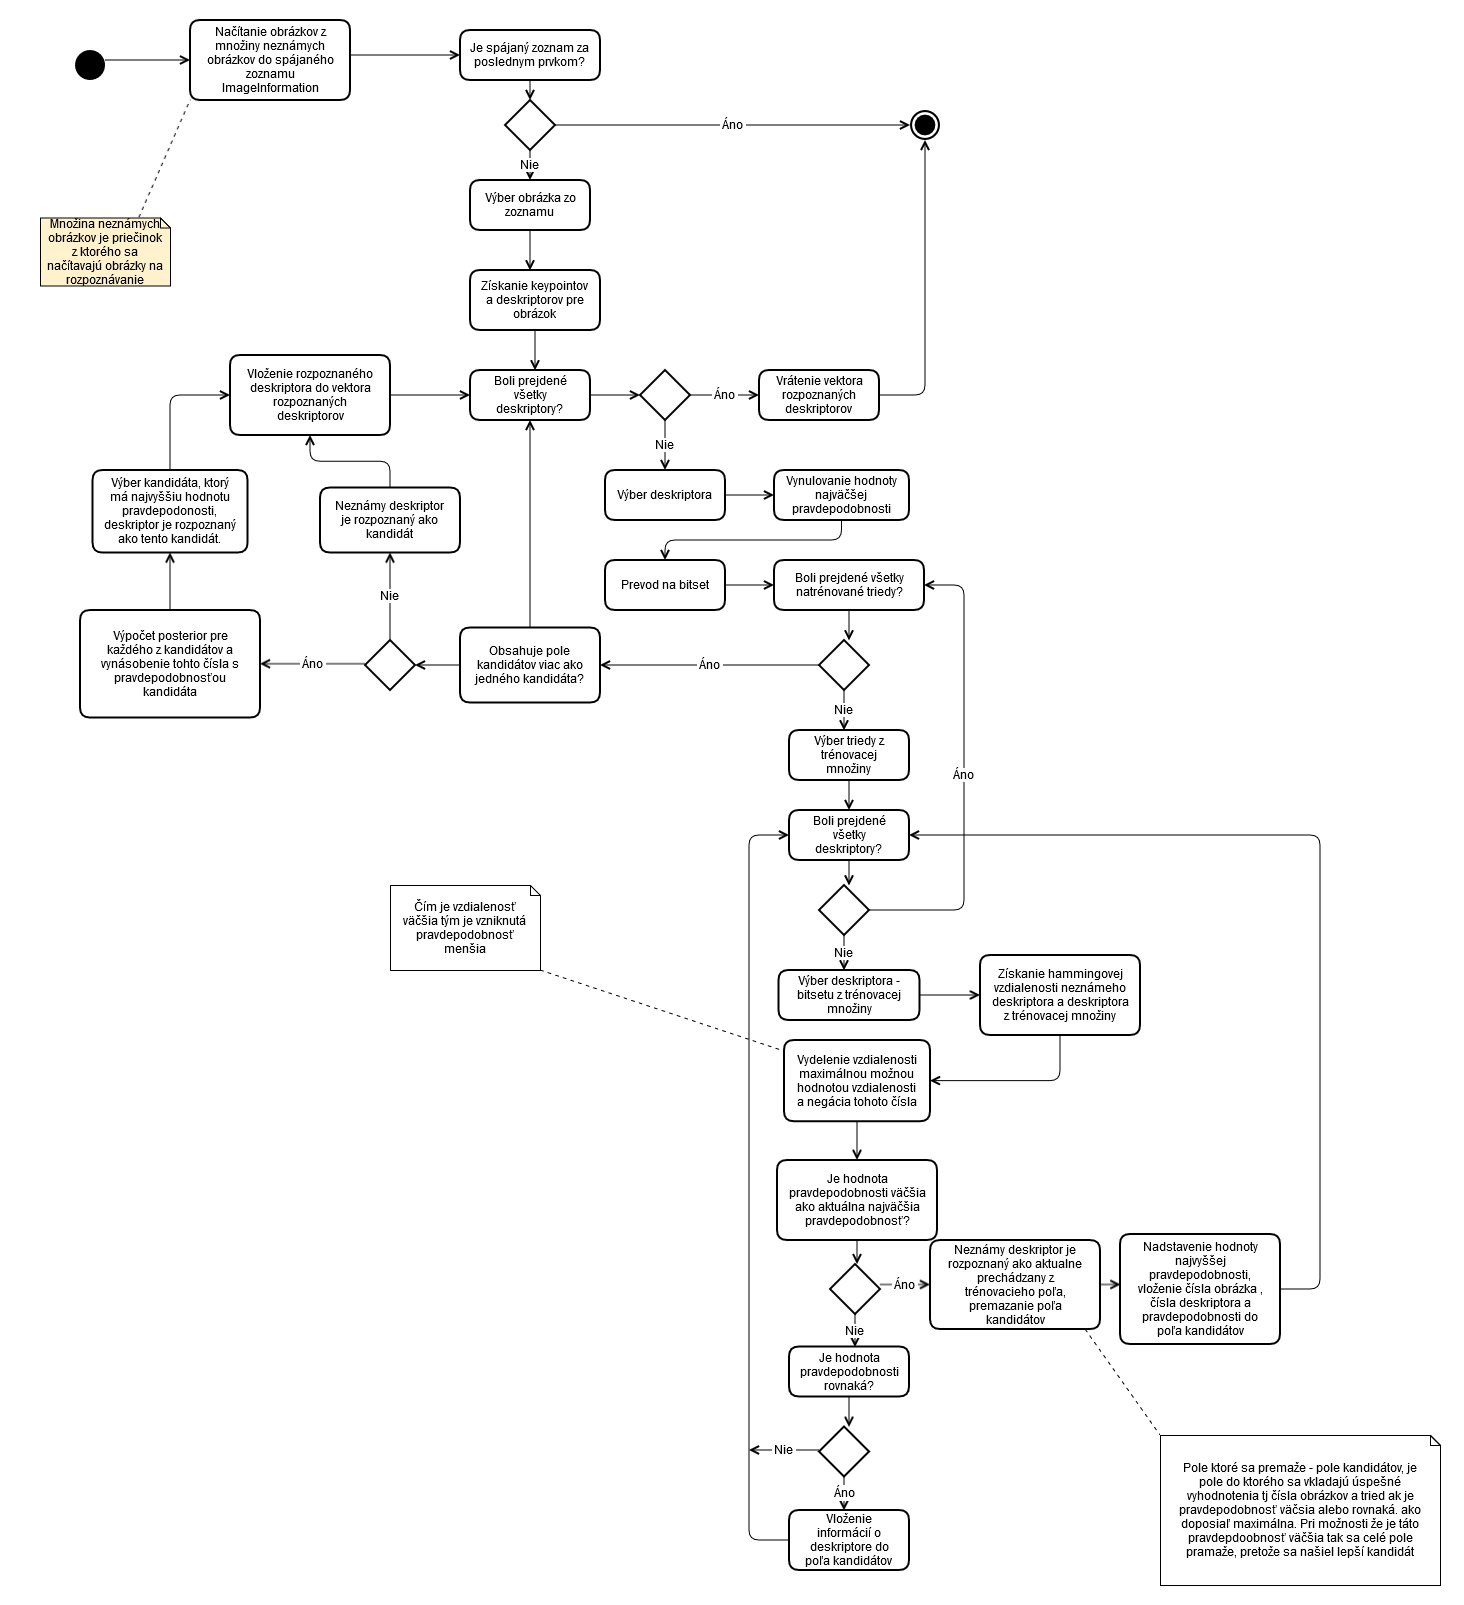 Načítanie obrázkov z
množiny neznámych
obrázkov do spájaného
zoznamu
ImageInformation
Je spájaný zoznam za
poslednym prvkom?
Áno
Nie
Výber obrázka zo
zoznamu
Množina neznámych
obrázkov je priečinok
z ktorého sa
načítavajú obrázky na
rozpoznávanie
Získanie keypointov
a deskriptorov pre
obrázok
Vloženie rozpoznaného
deskriptora do vektora
rozpoznaných
deskriptorov
Boli prejdené
všetky
deskriptory?
Áno
Vrátenie vektora
rozpoznaných
deskriptorov
Nie
Výber kandidáta, ktorý
má najvyššiu hodnotu
pravdepodonosti,
deskriptor je rozpoznaný
ako tento kandidát.
Neznámy deskriptor
je rozpoznaný ako
kandidát
Výber deskriptora
Vynulovanie hodnoty
najväčšej
pravdepodobnosti
Prevod na bitset
Boli prejdené všetky
natrénované triedy?
Nie
Výpočet posterior pre
každého z kandidátov a
vynásobenie tohto čísla s
pravdepodobnosťou
kandidáta
Áno
Obsahuje pole
kandidátov viac ako
jedného kandidáta?
Áno
Nie
Výber triedy z
trénovacej
množiny
Áno
Boli prejdené
všetky
deskriptory?
Čím je vzdialenosť
väčšia tým je vzniknutá
pravdepodobnosť
menšia
Nie
Výber deskriptora -
bitsetu z trénovacej
množiny
Získanie hammingovej
vzdialenosti neznámeho
deskriptora a deskriptora
z trénovacej množiny
Vydelenie vzdialenosti
maximálnou možnou
hodnotou vzdialenosti
a negácia tohoto čísla
Je hodnota
pravdepodobnosti väčšia
ako aktuálna najväčšia
pravdepodobnosť?
Áno
Neznámy deskriptor je
rozpoznaný ako aktualne
prechádzany z
trénovacieho poľa,
premazanie poľa
kandidátov
Nadstavenie hodnoty
najvyššej
pravdepodobnosti,
vloženie čísla obrázka ,
čísla deskriptora a
pravdepodobnosti do
poľa kandidátov
Nie
Je hodnota
pravdepodobnosti
rovnaká?
Nie
Áno
Vloženie
informácií o
deskriptore do
poľa kandidátov
Pole ktoré sa premaže - pole kandidátov, je
pole do ktorého sa vkladajú úspešné
vyhodnotenia tj čísla obrázkov a tried ak je
pravdepodobnosť väcsia alebo rovnaká. ako
doposiaľ maximálna. Pri možnosti že je táto
pravdepdoobnosť väčšia tak sa celé pole
pramaže, pretože sa našiel lepší kandidát